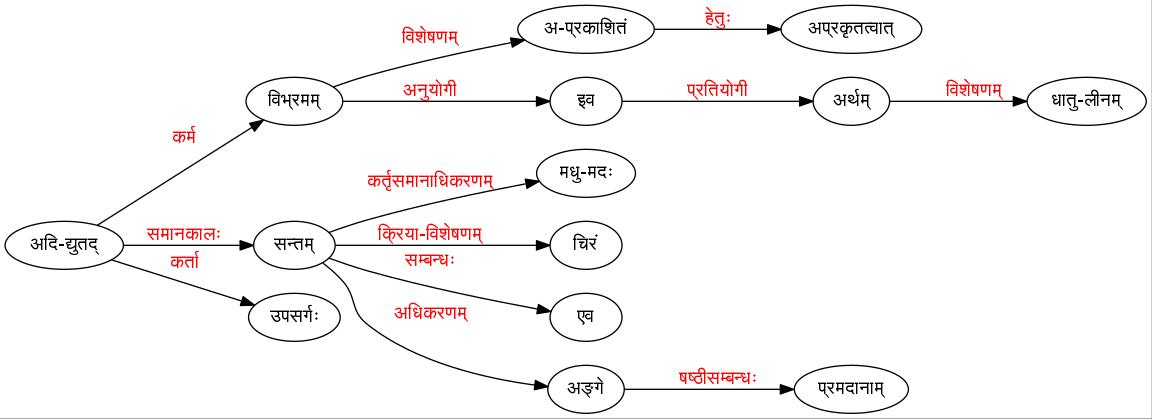 विशेषणम्
अ-प्रकाशितं
हेतुः
अप्रकृतत्वात्
विभ्रमम्
अनुयोगी
इव
प्रतियोगी
अर्थम्
विशेषणम्
धातु-लीनम्
कर्म
कर्तृसमानाधिकरणम्
मधु-मदः
अदि-द्युतद्
समानकालः
सन्तम्
क्रिया-विशेषणम्
चिरं
कर्ता
सम्बन्धः
उपसर्गः
एव
अधिकरणम्
अङ्गे
षष्ठीसम्बन्धः
प्रमदानाम्